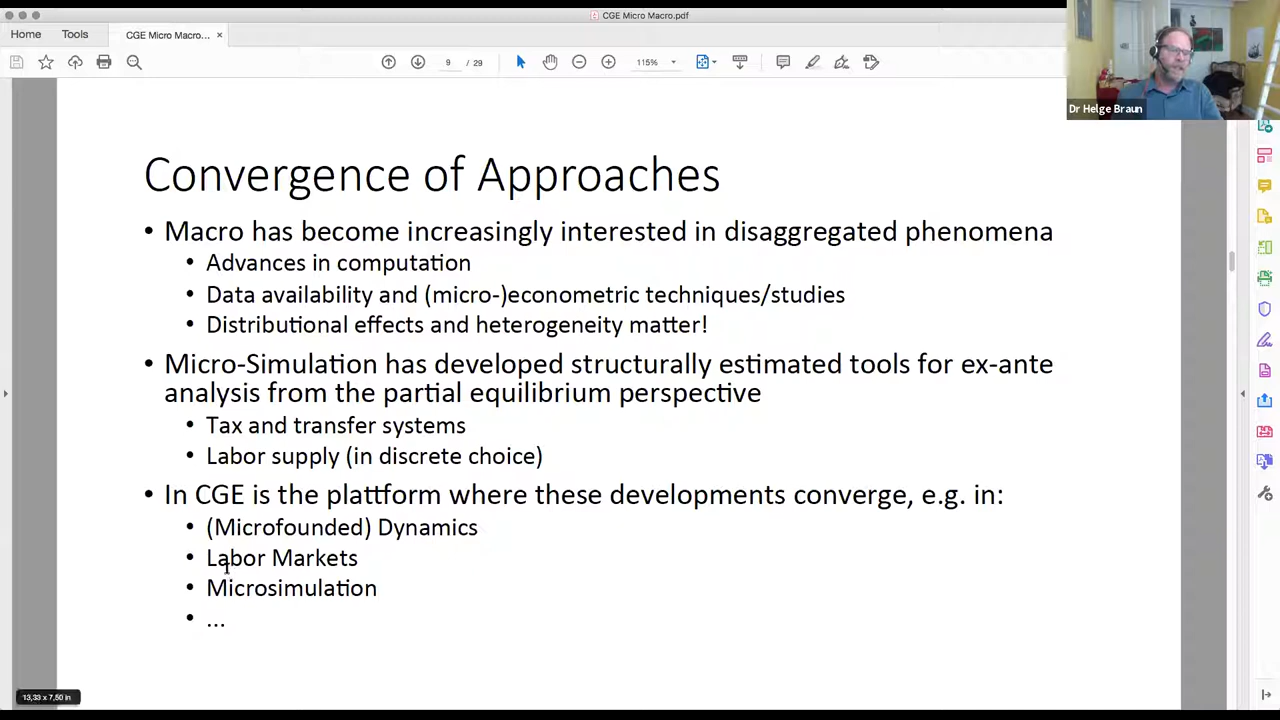 CGE Micro Macro.pdf
Home Tools CGE Micro Macro... ×
9 / 29 115%
Dr Helge Braun
Convergence of Approaches
• Macro has become increasingly interested in disaggregated phenomena
• Advances in computation
• Data availability and (micro-)econometric techniques/studies
• Distributional effects and heterogeneity matter!
• Micro-Simulation has developed structurally estimated tools for ex-ante
analysis from the partial equilibrium perspective
• Tax and transfer systems
• Labor supply (in discrete choice)
• In CGE is the platform where these developments converge, e.g. in:
• (Microfounded) Dynamics
• Labor Markets
• Microsimulation
• ...
13,33 x 7,50 in